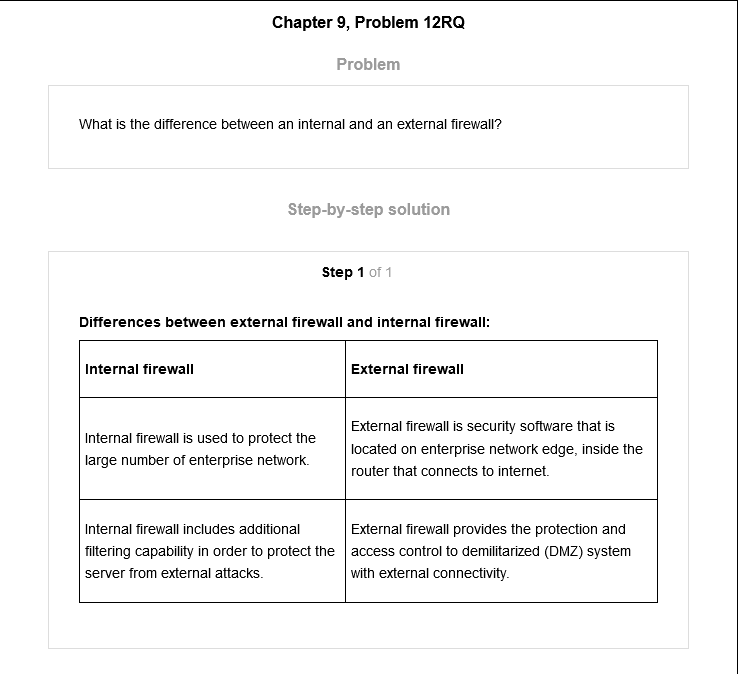 Chapter 9, Problem 12RQ
Problem
What is the difference between an internal and an external firewall?
Step-by-step solution
Step 1 of 1
Differences between external firewall and internal firewall:
Internal firewall
External firewall
Internal firewall is used to protect the
large number of enterprise network.
External firewall is security software that is
located on enterprise network edge, inside the
router that connects to internet.
Internal firewall includes additional
filtering capability in order to protect the
server from external attacks.
External firewall provides the protection and
access control to demilitarized (DMZ) system
with external connectivity.